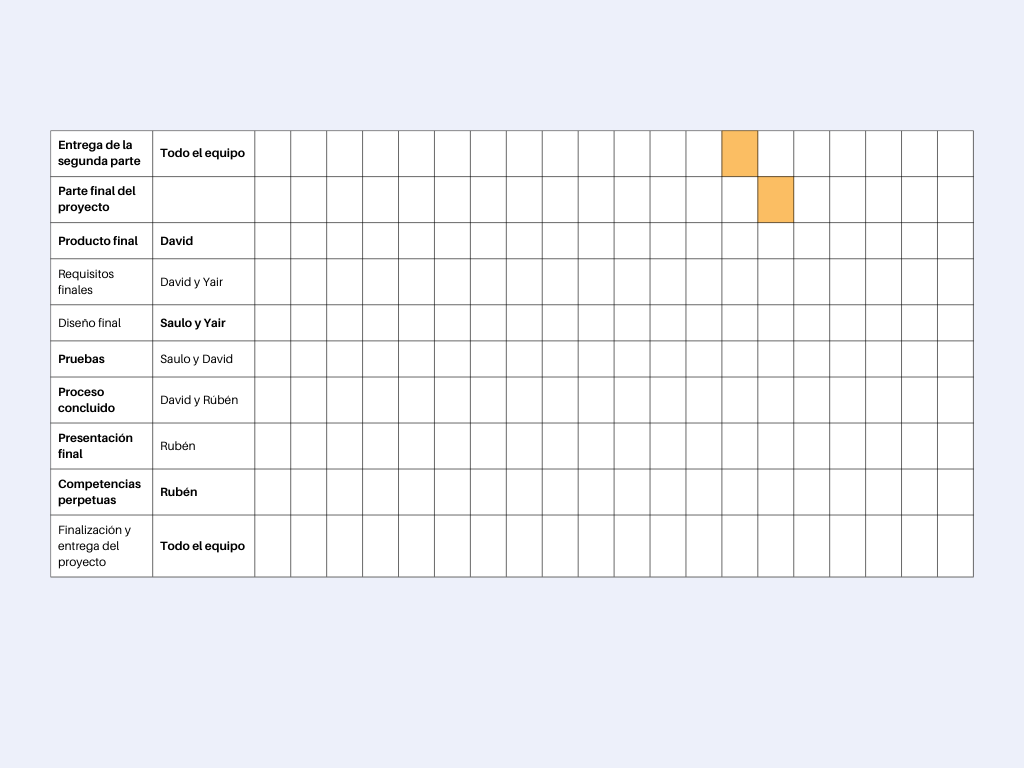 Entrega de la
segunda parte
Todo el equipo
Parte final del
proyecto
Producto final
David
Requisitos
finales
David y Yair
Diseño final
Saulo y Yair
Pruebas
Saulo y David
Proceso
concluido
David y Rúbén
Presentación
final
Rubén
Competencias
perpetuas
Rubén
Finalización y
entrega del
proyecto
Todo el equipo